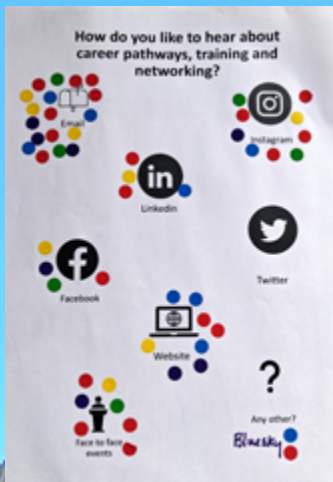 How do you like to hear about
career pathways, training and
networking?
Email
Instagram
in
Linkedin
Twitter
Facebook
Website
?
Any other?
Face to face
events
Bluesky